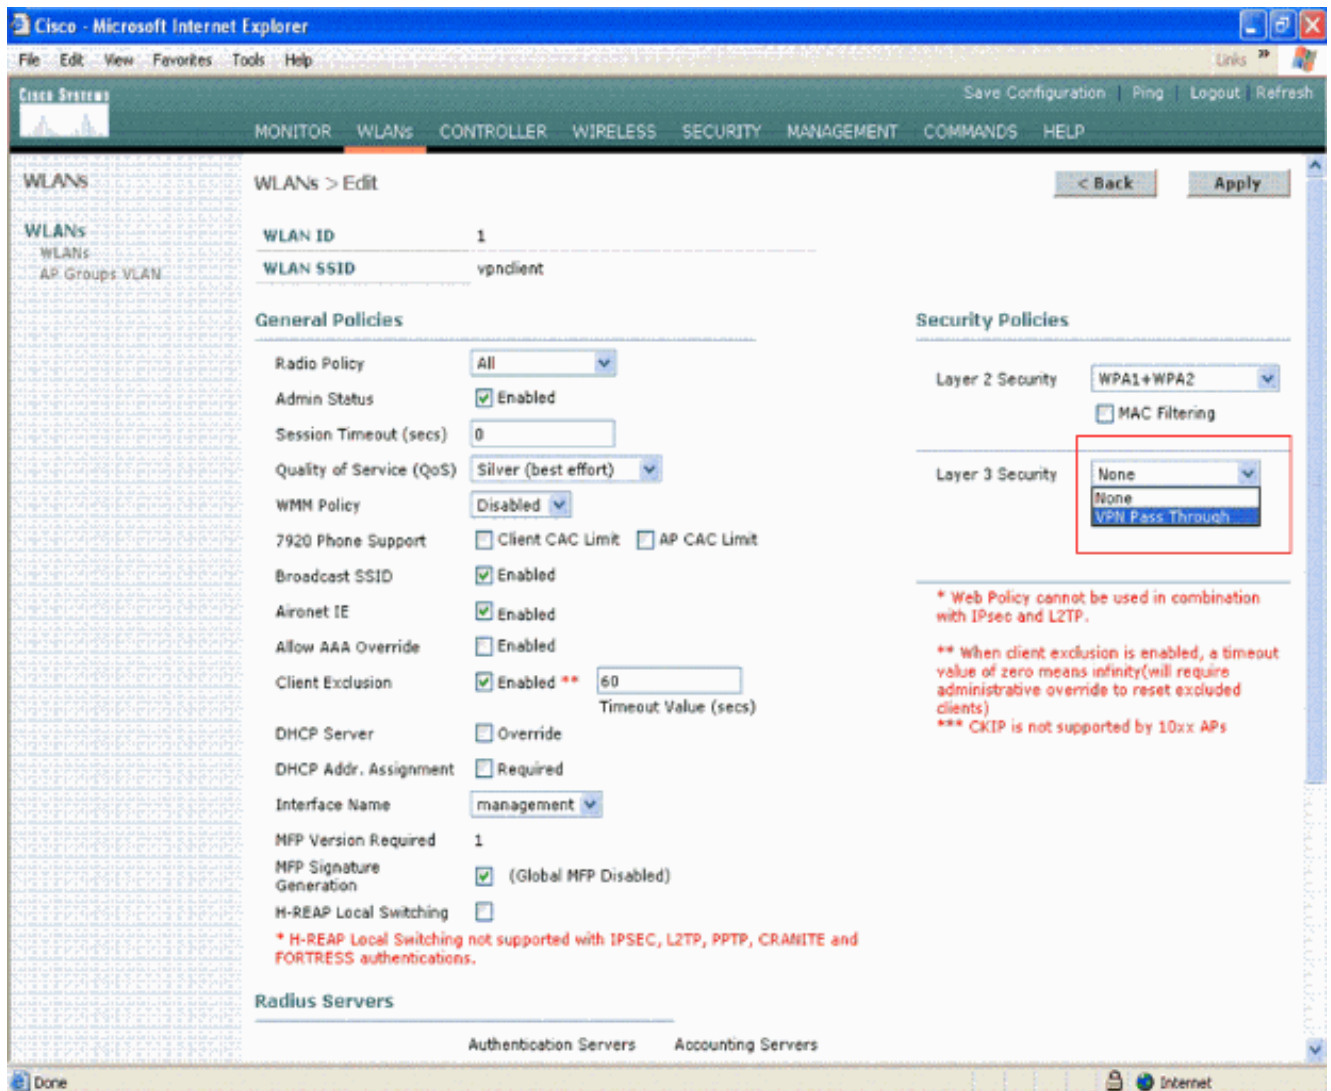 Cisco - Microsoft Internet Explorer
File Edit View Favorites Tools Help Links »
CISCO SYSTEMS
Save Configuration | Ping | Logout | Refresh
MONITOR WLANs CONTROLLER WIRELESS SECURITY MANAGEMENT COMMANDS HELP
WLANs
WLANs
WLANs
AP Groups VLAN
WLANs > Edit
< Back Apply
WLAN ID 1
WLAN SSID vpnclient
General Policies
Radio Policy All
Admin Status Enabled
Session Timeout (secs) 0
Quality of Service (QoS) Silver (best effort)
WMM Policy Disabled
7920 Phone Support Client CAC Limit AP CAC Limit
Broadcast SSID Enabled
Aironet IE Enabled
Allow AAA Override Enabled
Client Exclusion Enabled ** 60
Timeout Value (secs)
DHCP Server Override
DHCP Addr. Assignment Required
Interface Name management
MFP Version Required 1
MFP Signature
Generation (Global MFP Disabled)
H-REAP Local Switching
* H-REAP Local Switching not supported with IPSEC, L2TP, PPTP, CRANITE and
FORTRESS authentications.
Security Policies
Layer 2 Security WPA1+WPA2
MAC Filtering
Layer 3 Security None
None
VPN Pass Through
* Web Policy cannot be used in combination
with IPsec and L2TP.
** When client exclusion is enabled, a timeout
value of zero means infinity(will require
administrative override to reset excluded
clients)
*** CKIP is not supported by 10xx APs
Radius Servers
Authentication Servers Accounting Servers
Done Internet